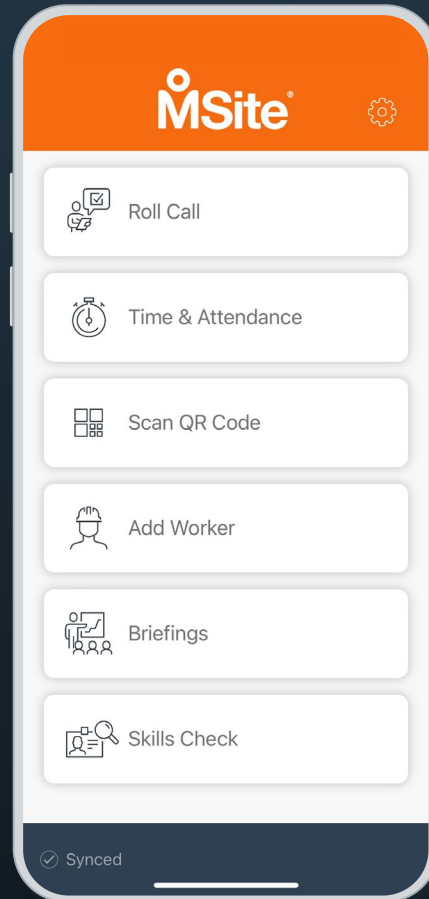 MSite®
Roll Call
Time & Attendance
Scan QR Code
Add Worker
Briefings
Skills Check
Synced